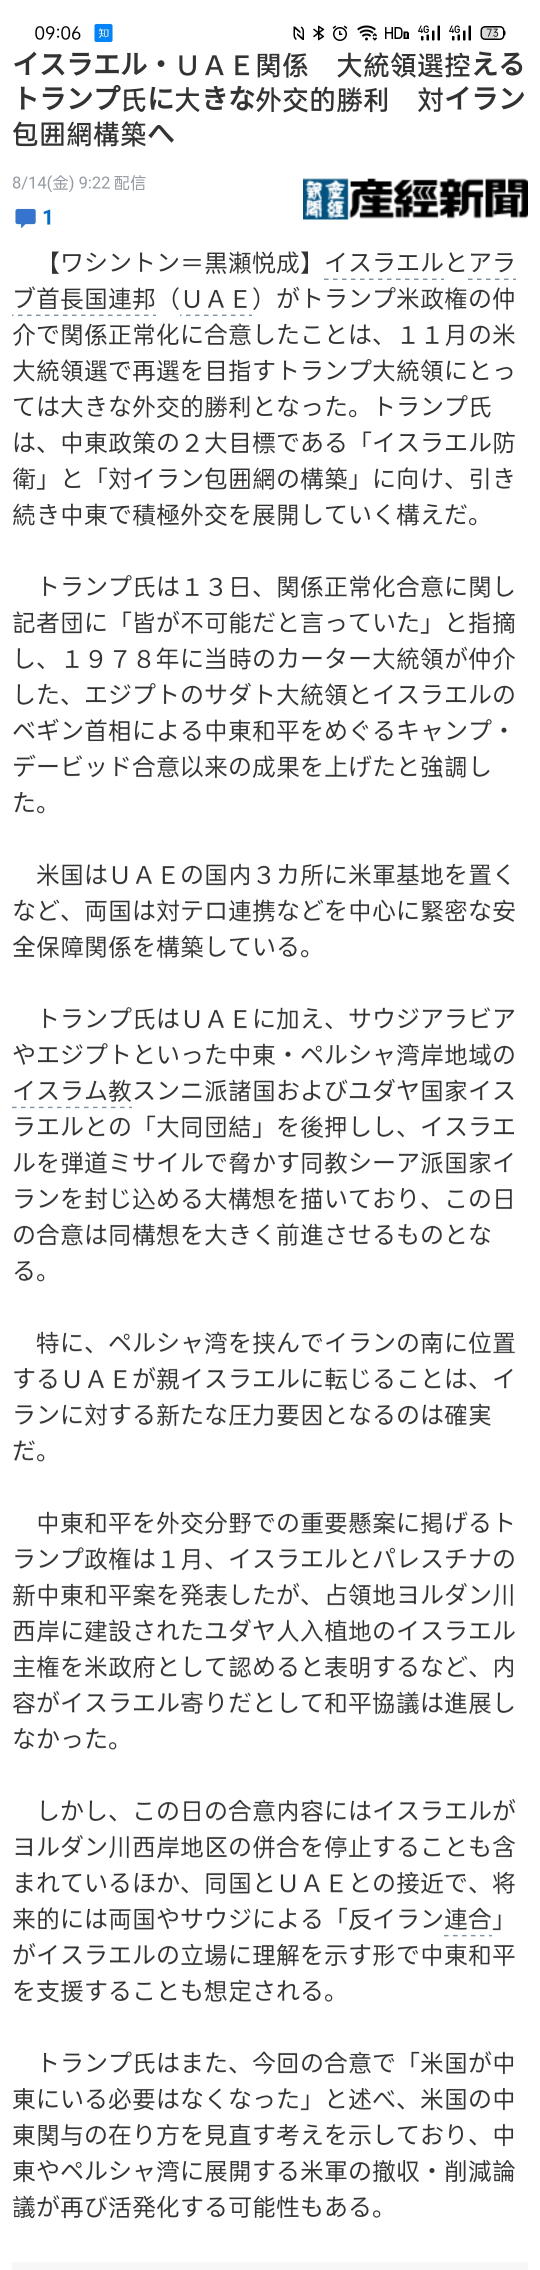 09:06 知 HD 4G 4G 73
イスラエル・ＵＡＥ関係　大統領選控える
トランプ氏に大きな外交的勝利　対イラン
包囲網構築へ
8/14(金) 9:22 配信
産経新聞 産經新聞
1
　【ワシントン＝黒瀬悦成】イスラエルとアラ
ブ首長国連邦（ＵＡＥ）がトランプ米政権の仲
介で関係正常化に合意したことは、１１月の米
大統領選で再選を目指すトランプ大統領にとっ
ては大きな外交的勝利となった。トランプ氏
は、中東政策の２大目標である「イスラエル防
衛」と「対イラン包囲網の構築」に向け、引き
続き中東で積極外交を展開していく構えだ。
　トランプ氏は１３日、関係正常化合意に関し
記者団に「皆が不可能だと言っていた」と指摘
し、１９７８年に当時のカーター大統領が仲介
した、エジプトのサダト大統領とイスラエルの
ベギン首相による中東和平をめぐるキャンプ・
デービッド合意以来の成果を上げたと強調し
た。
　米国はＵＡＥの国内３カ所に米軍基地を置く
など、両国は対テロ連携などを中心に緊密な安
全保障関係を構築している。
　トランプ氏はＵＡＥに加え、サウジアラビア
やエジプトといった中東・ペルシャ湾岸地域の
イスラム教スンニ派諸国およびユダヤ国家イス
ラエルとの「大同団結」を後押しし、イスラエ
ルを弾道ミサイルで脅かす同教シーア派国家イ
ランを封じ込める大構想を描いており、この日
の合意は同構想を大きく前進させるものとな
る。
　特に、ペルシャ湾を挟んでイランの南に位置
するＵＡＥが親イスラエルに転じることは、イ
ランに対する新たな圧力要因となるのは確実
だ。
　中東和平を外交分野での重要懸案に掲げるト
ランプ政権は１月、イスラエルとパレスチナの
新中東和平案を発表したが、占領地ヨルダン川
西岸に建設されたユダヤ人入植地のイスラエル
主権を米政府として認めると表明するなど、内
容がイスラエル寄りだとして和平協議は進展し
なかった。
　しかし、この日の合意内容にはイスラエルが
ヨルダン川西岸地区の併合を停止することも含
まれているほか、同国とＵＡＥとの接近で、将
来的には両国やサウジによる「反イラン連合」
がイスラエルの立場に理解を示す形で中東和平
を支援することも想定される。
　トランプ氏はまた、今回の合意で「米国が中
東にいる必要はなくなった」と述べ、米国の中
東関与の在り方を見直す考えを示しており、中
東やペルシャ湾に展開する米軍の撤収・削減論
議が再び活発化する可能性もある。